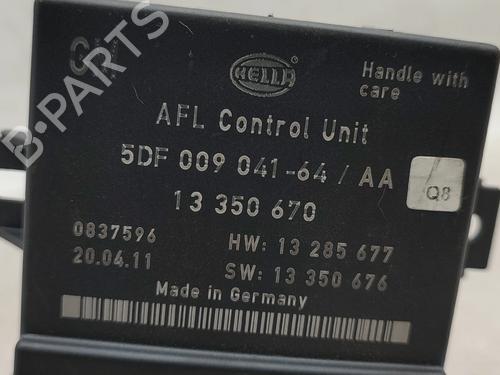 GM
HELLA
Handle with
care
AFL Control Unit
5DF 009 041-64 / AA
13 350 670
Q8
0837596
HW: 13 285 677
20.04.11
SW: 13 350 676
Made in Germany
B-PARTS